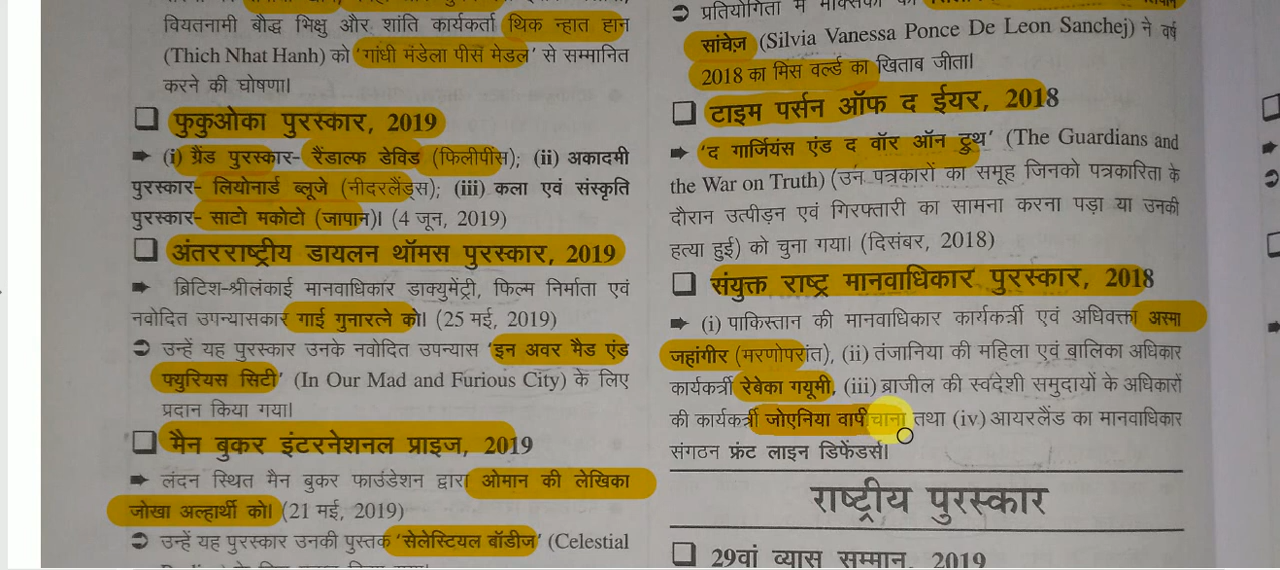 वियतनामी बौद्ध भिक्षु और शांति कार्यकर्ता थिक न्हात हान
(Thich Nhat Hanh) को 'गांधी मंडेला पीस मेडल' से सम्मानित
करने की घोषणा।
❑ फुकुओका पुरस्कार, 2019
➨ (i) ग्रैंड पुरस्कार– रैंडाल्फ डेविड (फिलीपींस); (ii) अकादमी
पुरस्कार– लियोनार्ड ब्लूजे (नीदरलैंड्स); (iii) कला एवं संस्कृति
पुरस्कार– साटो मकोटो (जापान)। (4 जून, 2019)
❑ अंतरराष्ट्रीय डायलन थॉमस पुरस्कार, 2019
➨ ब्रिटिश-श्रीलंकाई मानवाधिकार डाक्युमेंट्री, फिल्म निर्माता एवं
नवोदित उपन्यासकार गाई गुनारत्ने को। (25 मई, 2019)
➲ उन्हें यह पुरस्कार उनके नवोदित उपन्यास 'इन अवर मैड एंड
फ्युरियस सिटी' (In Our Mad and Furious City) के लिए
प्रदान किया गया।
❑ मैन बुकर इंटरनेशनल प्राइज, 2019
➨ लंदन स्थित मैन बुकर फाउंडेशन द्वारा ओमान की लेखिका
जोखा अल्हार्थी को। (21 मई, 2019)
➲ उन्हें यह पुरस्कार उनकी पुस्तक 'सेलेस्टियल बॉडीज' (Celestial
➲ प्रतियोगिता में मैक्सिको की
सांचेज़ (Silvia Vanessa Ponce De Leon Sanchej) ने वर्ष
2018 का मिस वर्ल्ड का खिताब जीता।
❑ टाइम पर्सन ऑफ द ईयर, 2018
➨ 'द गार्जियंस एंड द वॉर ऑन ट्रुथ' (The Guardians and
the War on Truth) (उन पत्रकारों का समूह जिनको पत्रकारिता के
दौरान उत्पीड़न एवं गिरफ्तारी का सामना करना पड़ा या उनकी
हत्या हुई) को चुना गया। (दिसंबर, 2018)
❑ संयुक्त राष्ट्र मानवाधिकार पुरस्कार, 2018
➨ (i) पाकिस्तान की मानवाधिकार कार्यकर्त्री एवं अधिवक्ता अस्मा
जहांगीर (मरणोपरांत), (ii) तंजानिया की महिला एवं बालिका अधिकार
कार्यकर्त्री रेबेका गयूमी, (iii) ब्राजील की स्वदेशी समुदायों के अधिकारों
की कार्यकर्त्री जोएनिया वापीचाना तथा (iv) आयरलैंड का मानवाधिकार
संगठन फ्रंट लाइन डिफेंडर्स।
राष्ट्रीय पुरस्कार
❑ 29वां व्यास सम्मान, 2019